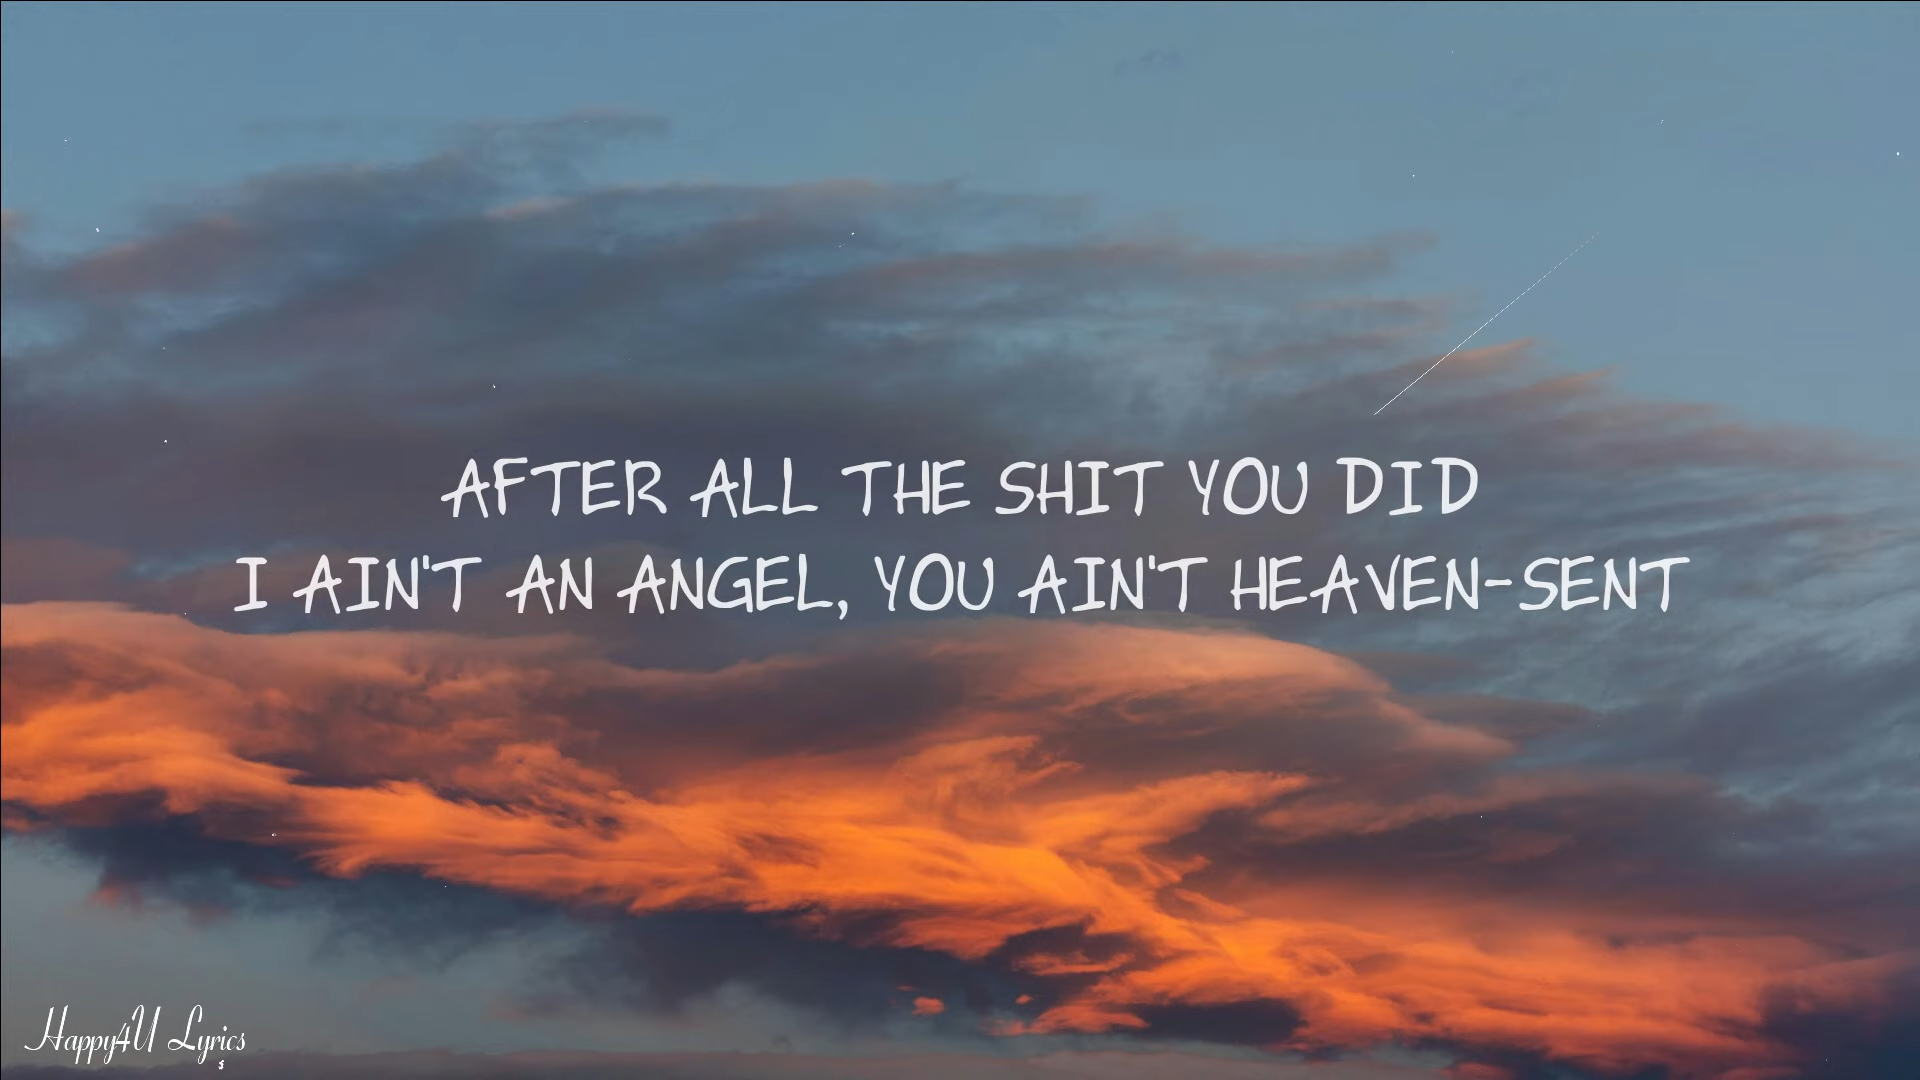 AFTER ALL THE SHIT YOU DID
I AIN'T AN ANGEL, YOU AIN'T HEAVEN-SENT
Happy4U Lyrics